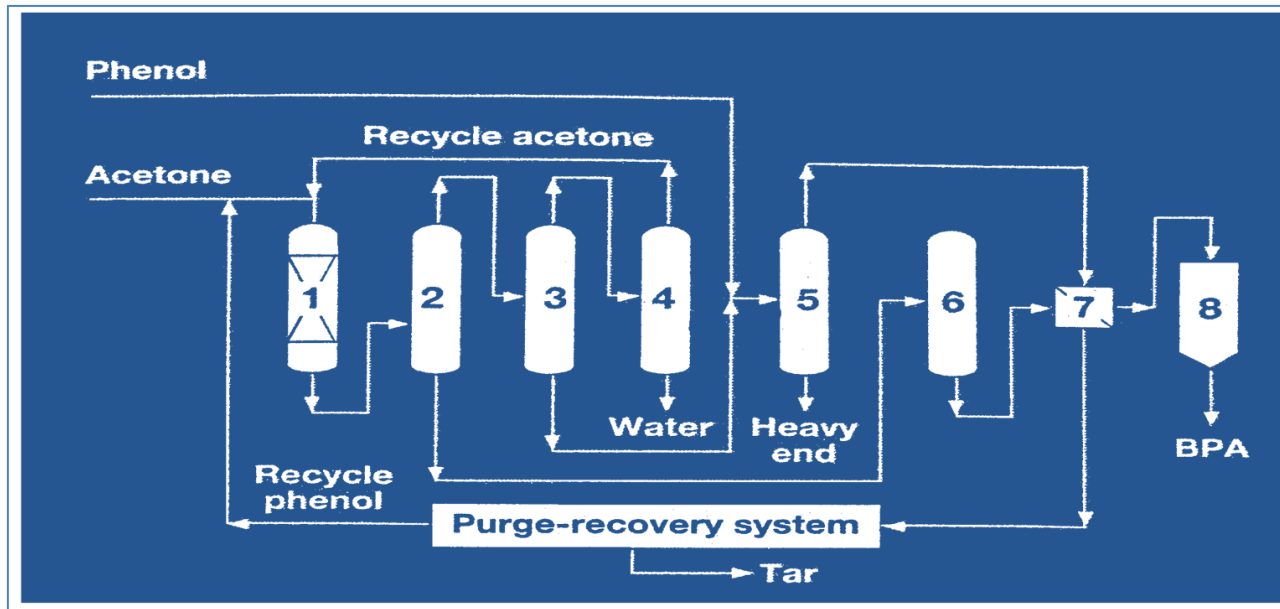 Phenol
Recycle acetone
Acetone
1
2
3
4
5
6
7
8
Water
Heavy
end
BPA
Recycle
phenol
Purge-recovery system
Tar